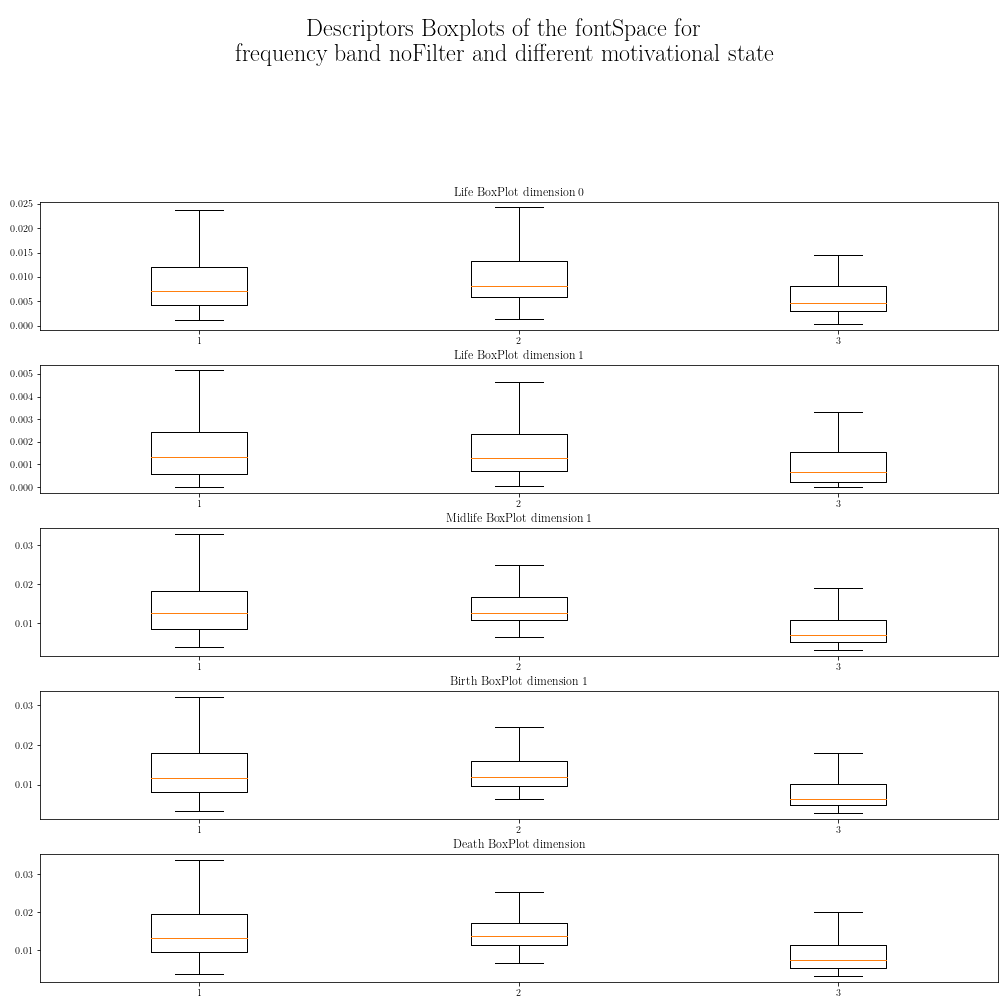 Descriptors Boxplots of the fontSpace for
frequency band noFilter and different motivational state
Life BoxPlot dimension 0
0.025
0.020
0.015
0.010
0.005
0.000
1 2 3
Life BoxPlot dimension 1
0.005
0.004
0.003
0.002
0.001
0.000
1 2 3
Midlife BoxPlot dimension 1
0.03
0.02
0.01
1 2 3
Birth BoxPlot dimension 1
0.03
0.02
0.01
1 2 3
Death BoxPlot dimension
0.03
0.02
0.01
1 2 3